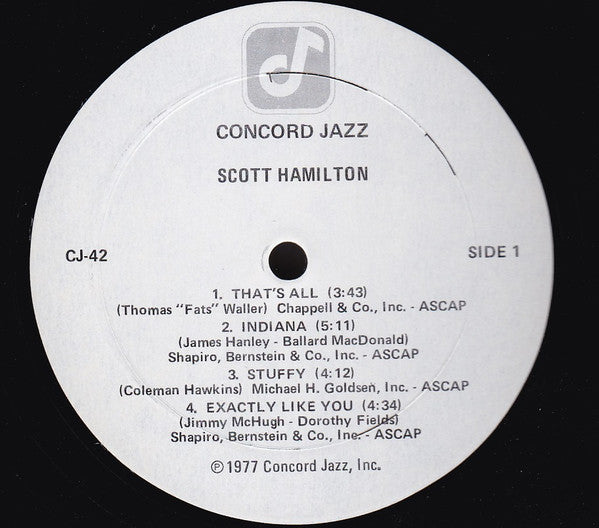 CONCORD JAZZ
SCOTT HAMILTON
CJ-42
SIDE 1
1. THAT'S ALL (3:43)
(Thomas "Fats" Waller) Chappell & Co., Inc. - ASCAP
2. INDIANA (5:11)
(James Hanley - Ballard MacDonald)
Shapiro, Bernstein & Co., Inc. - ASCAP
3. STUFFY (4:12)
(Coleman Hawkins) Michael H. Goldsen, Inc. - ASCAP
4. EXACTLY LIKE YOU (4:34)
(Jimmy McHugh - Dorothy Fields)
Shapiro, Bernstein & Co., Inc. - ASCAP
℗ 1977 Concord Jazz, Inc.